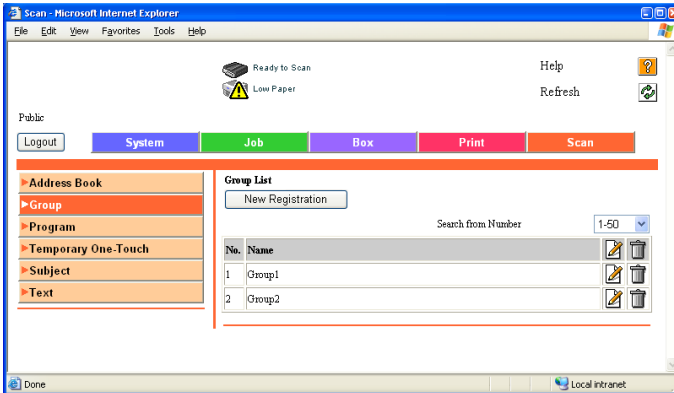 Scan - Microsoft Internet Explorer
File Edit View Favorites Tools Help
Ready to Scan
Help
Low Paper
Refresh
Public
Logout System Job Box Print Scan
Address Book
Group
Program
Temporary One-Touch
Subject
Text
Group List
New Registration
Search from Number 1-50
No. Name
1 Group1
2 Group2
Done Local intranet